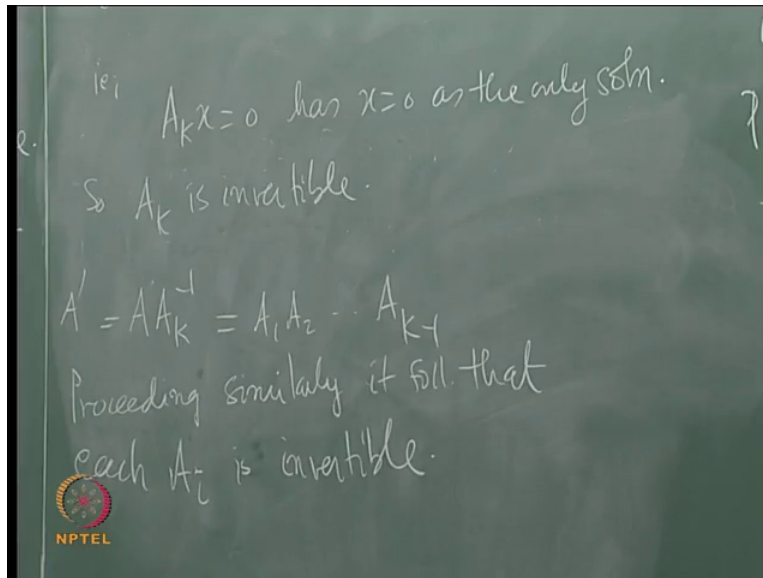 ie, A_k x = 0 has x = 0 as the only soln.
e.
So A_k is invertible.
A' = A A_k^{-1} = A_1 A_2 .. A_{k-1}
Proceeding similarly it foll. that
each A_i is invertible.
NPTEL